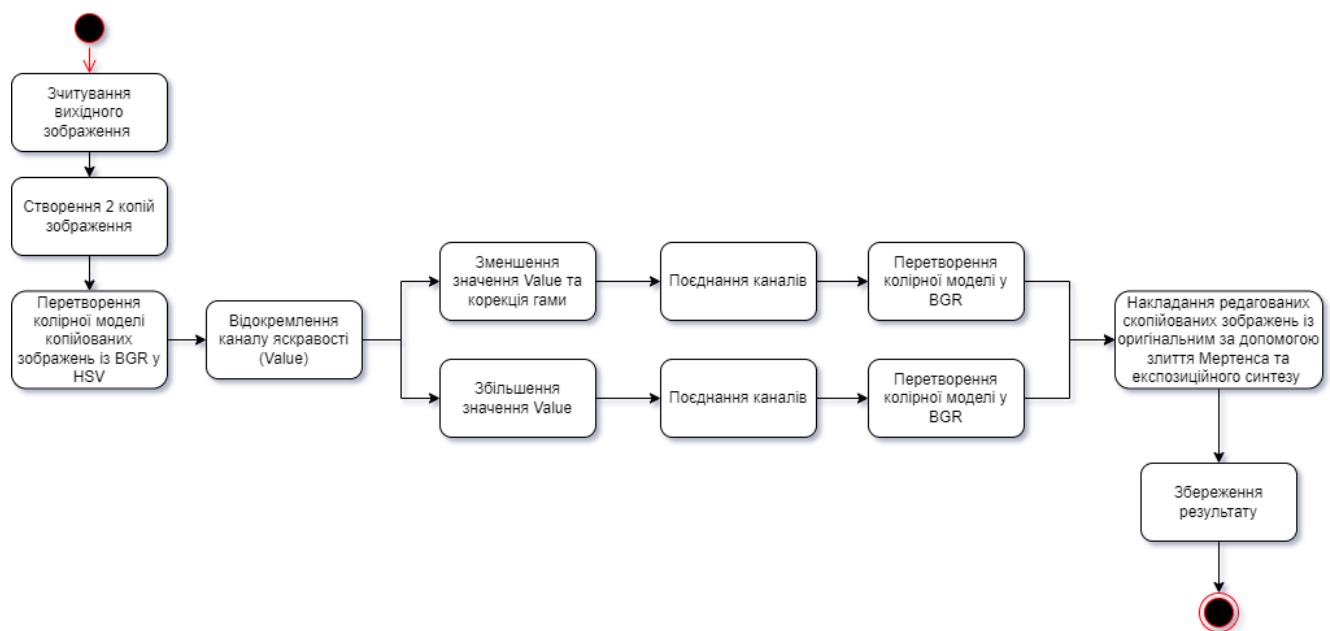 Зчитування
вихідного
зображення
Створення 2 копій
зображення
Перетворення
колірної моделі
копійованих
зображень із BGR у
HSV
Відокремлення
каналу яскравості
(Value)
Зменшення
значення Value та
корекція гами
Поєднання каналів
Перетворення
колірної моделі у
BGR
Збільшення
значення Value
Поєднання каналів
Перетворення
колірної моделі у
BGR
Накладання редагованих
скопійованих зображень із
оригінальним за допомогою
злиття Мертенса та
експозиційного синтезу
Збереження
результату